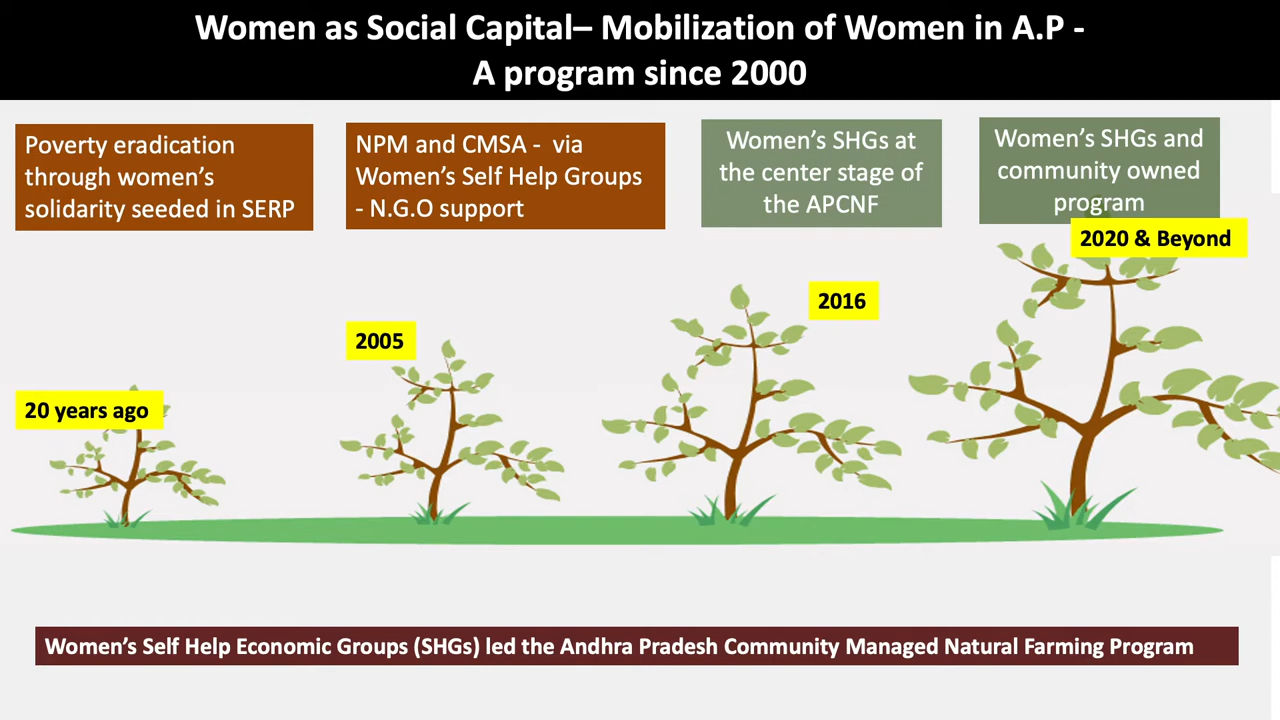 Women as Social Capital– Mobilization of Women in A.P -
A program since 2000
Poverty eradication
through women's
solidarity seeded in SERP
NPM and CMSA - via
Women's Self Help Groups
- N.G.O support
Women's SHGs at
the center stage of
the APCNF
Women's SHGs and
community owned
program
20 years ago
2005
2016
2020 & Beyond
Women's Self Help Economic Groups (SHGs) led the Andhra Pradesh Community Managed Natural Farming Program